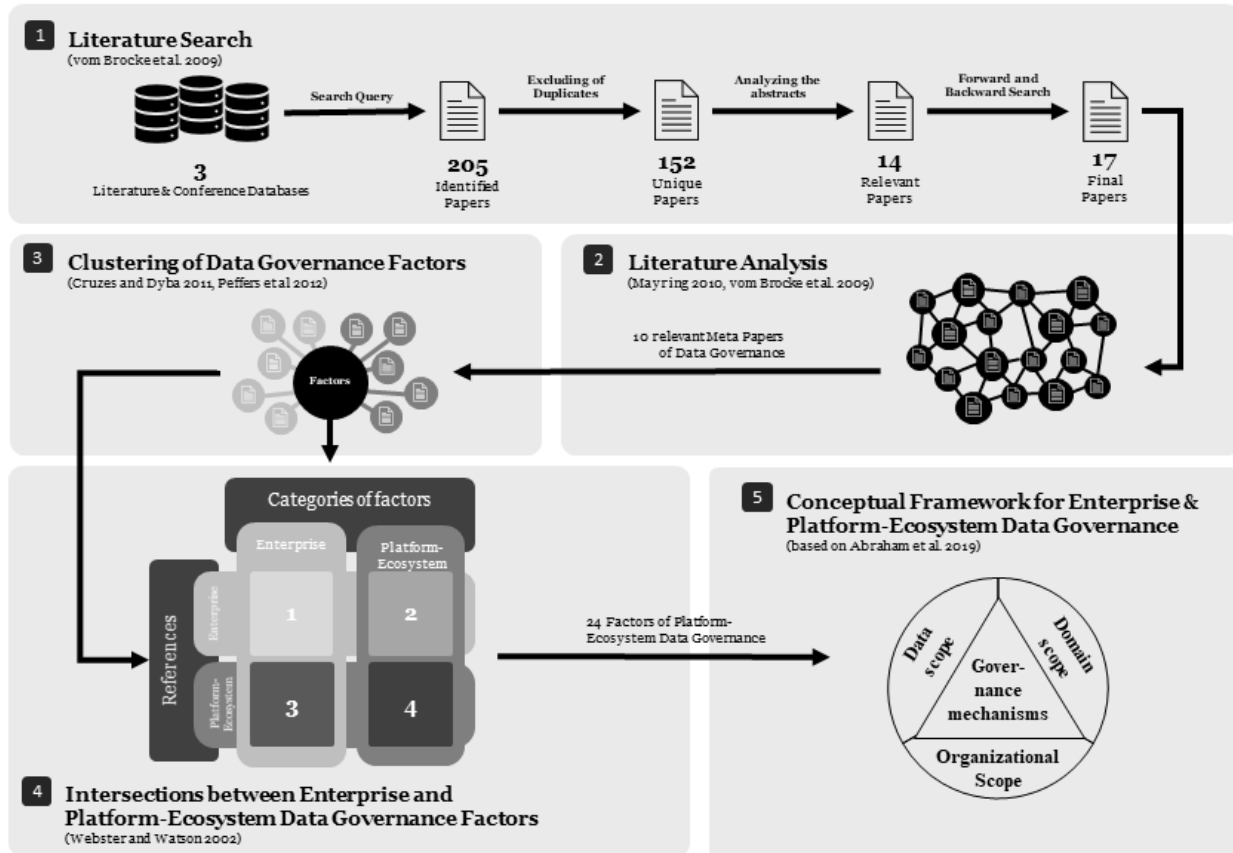 1 Literature Search
(vom Brocke et al. 2009)
Search Query
Excluding of
Duplicates
Analyzing the
abstracts
Forward and
Backward Search
3
Literature & Conference Databases
205
Identified
Papers
152
Unique
Papers
14
Relevant
Papers
17
Final
Papers
2 Literature Analysis
(Mayring 2010, vom Brocke et al. 2009)
10 relevant Meta Papers
of Data Governance
3 Clustering of Data Governance Factors
(Cruzes and Dyba 2011, Peffers et al 2012)
Factors
Categories of factors
Enterprise
Platform-
Ecosystem
References
Enterprise
Platform-
Ecosystem
1
2
3
4
4 Intersections between Enterprise and
Platform-Ecosystem Data Governance Factors
(Webster and Watson 2002)
24 Factors of Platform-
Ecosystem Data Governance
5 Conceptual Framework for Enterprise &
Platform-Ecosystem Data Governance
(based on Abraham et al. 2019)
Data
scope
Domain
scope
Gover-
nance
mechanisms
Organizational
Scope